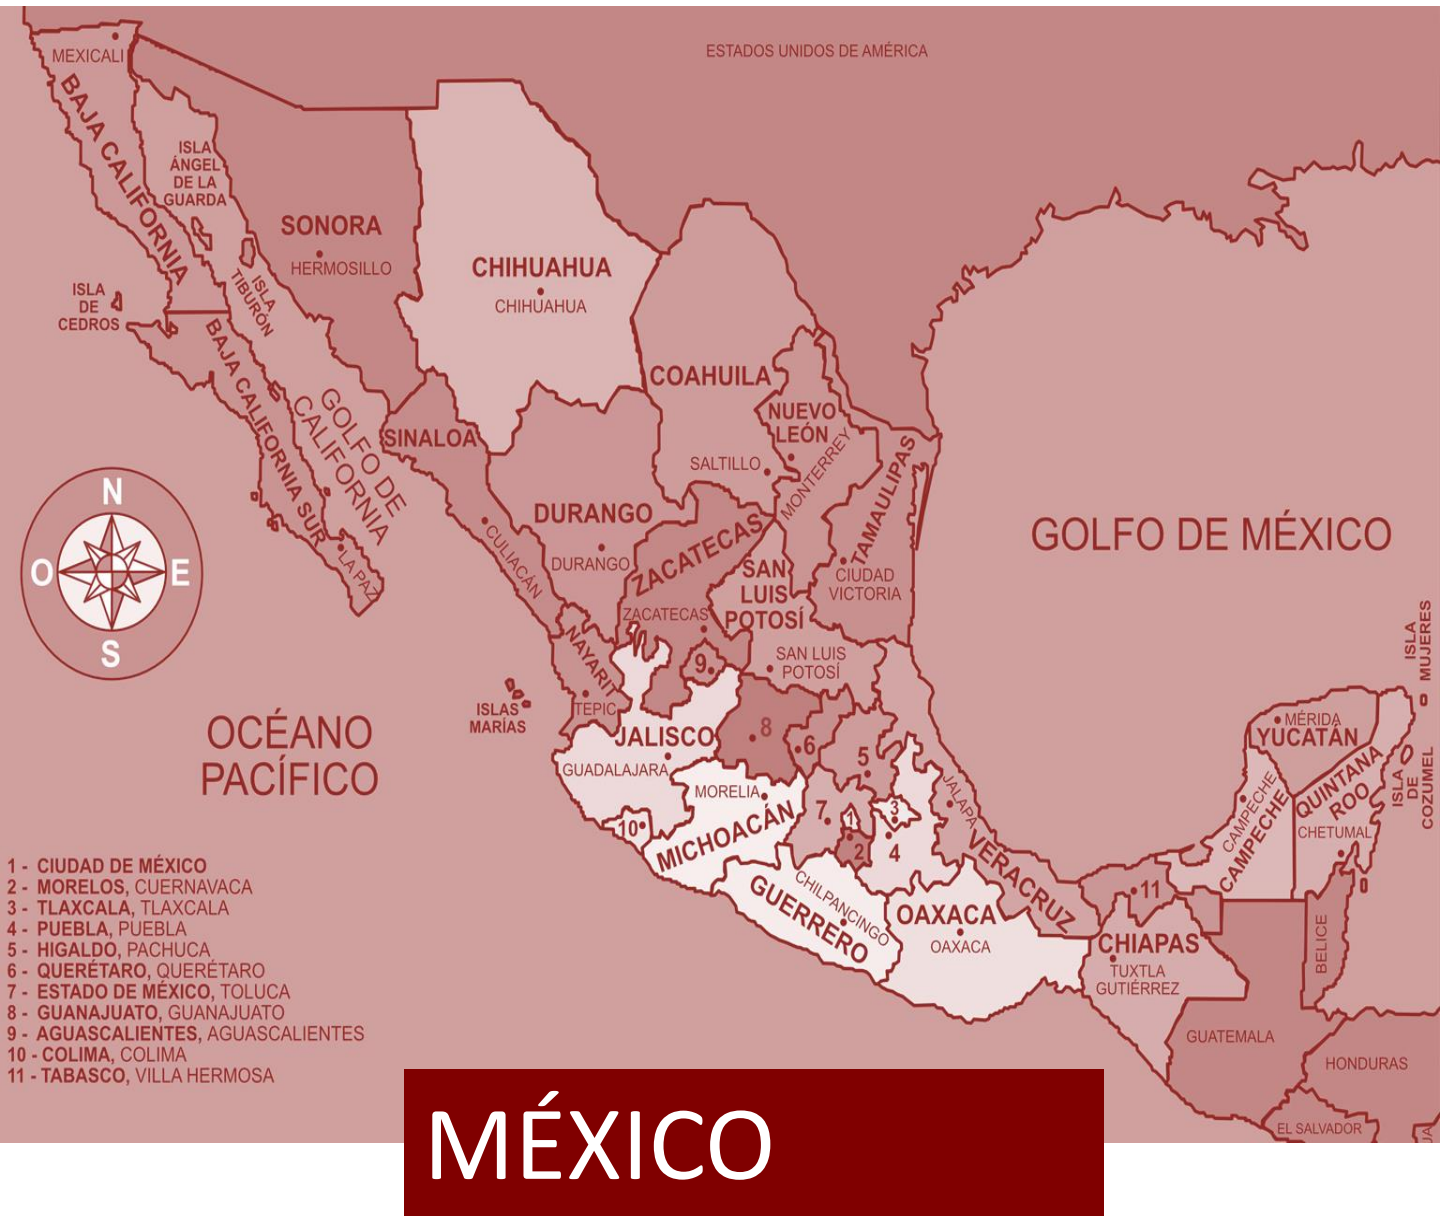 ESTADOS UNIDOS DE AMÉRICA
MEXICALI
BAJA CALIFORNIA
ISLA
ÁNGEL
DE LA
GUARDA
SONORA
HERMOSILLO
CHIHUAHUA
CHIHUAHUA
ISLA
DE
CEDROS
ISLA
TIBURÓN
BAJA CALIFORNIA SUR
GOLFO DE
CALIFORNIA
COAHUILA
SALTILLO
NUEVO
LEÓN
MONTERREY
SINALOA
CULIACÁN
DURANGO
DURANGO
TAMAULIPAS
CIUDAD
VICTORIA
ZACATECAS
ZACATECAS
SAN
LUIS
POTOSÍ
SAN LUIS
POTOSÍ
GOLFO DE MÉXICO
N
O
E
S
LA PAZ
NAYARIT
TEPIC
ISLAS
MARÍAS
9
8
6
5
7
1
3
2
4
10
11
JALISCO
GUADALAJARA
MORELIA
MICHOACÁN
GUERRERO
CHILPANCINGO
OAXACA
OAXACA
JALAPA
VERACRUZ
CHIAPAS
TUXTLA
GUTIÉRREZ
CAMPECHE
CAMPECHE
MÉRIDA
YUCATÁN
QUINTANA
ROO
CHETUMAL
ISLA
MUJERES
ISLA
DE
COZUMEL
BELICE
GUATEMALA
HONDURAS
EL SALVADOR
OCÉANO
PACÍFICO
1 - CIUDAD DE MÉXICO
2 - MORELOS, CUERNAVACA
3 - TLAXCALA, TLAXCALA
4 - PUEBLA, PUEBLA
5 - HIGALDO, PACHUCA
6 - QUERÉTARO, QUERÉTARO
7 - ESTADO DE MÉXICO, TOLUCA
8 - GUANAJUATO, GUANAJUATO
9 - AGUASCALIENTES, AGUASCALIENTES
10 - COLIMA, COLIMA
11 - TABASCO, VILLA HERMOSA
MÉXICO